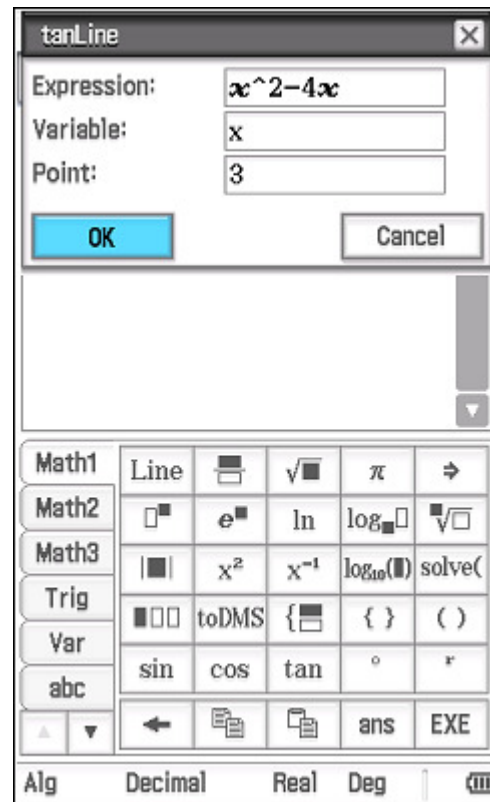 tanLine
Expression: x^2-4x
Variable: x
Point: 3
OK Cancel
Math1 Line √■ π ⇒
Math2 □■ e■ ln log■□ ■√□
Math3 |■| x² x⁻¹ log₁₀(■) solve(
Trig ■□□ toDMS { { } ( )
Var sin cos tan ° r
abc
← ans EXE
Alg Decimal Real Deg